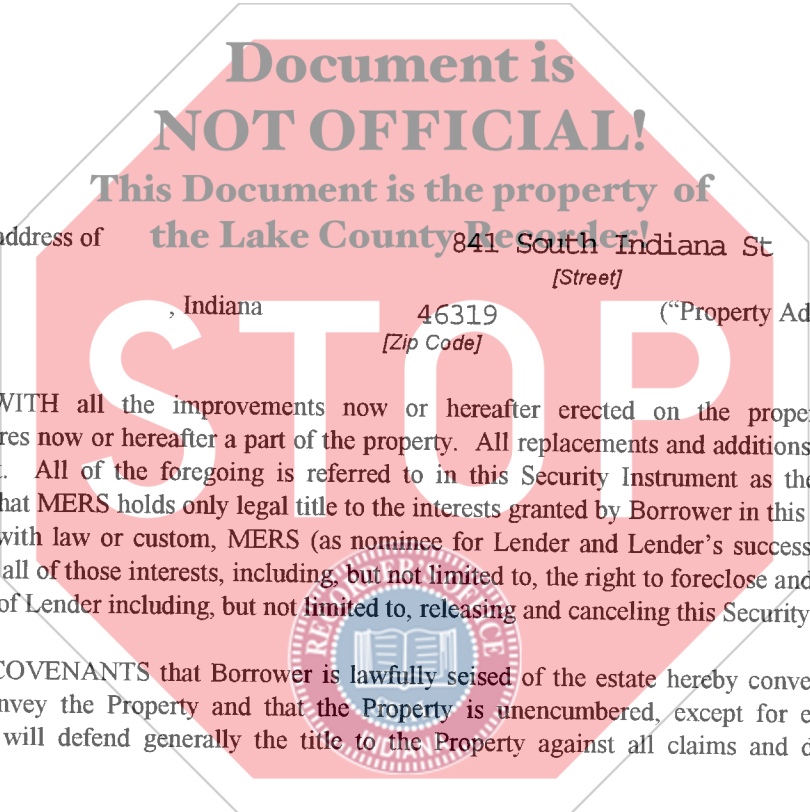 Document is
NOT OFFICIAL!
This Document is the property of
the Lake County Recorder!
address of 841 South Indiana St
[Street]
, Indiana 46319 (“Property Ad
[Zip Code]
STOP
WITH all the improvements now or hereafter erected on the proper
res now or hereafter a part of the property. All replacements and additions
t. All of the foregoing is referred to in this Security Instrument as the
hat MERS holds only legal title to the interests granted by Borrower in this
with law or custom, MERS (as nominee for Lender and Lender's success
all of those interests, including, but not limited to, the right to foreclose and
of Lender including, but not limited to, releasing and canceling this Security
RECORDER'S OFFICE
COVENANTS that Borrower is lawfully seised of the estate hereby conve
nvey the Property and that the Property is unencumbered, except for e
will defend generally the title to the Property against all claims and d
INDIANA